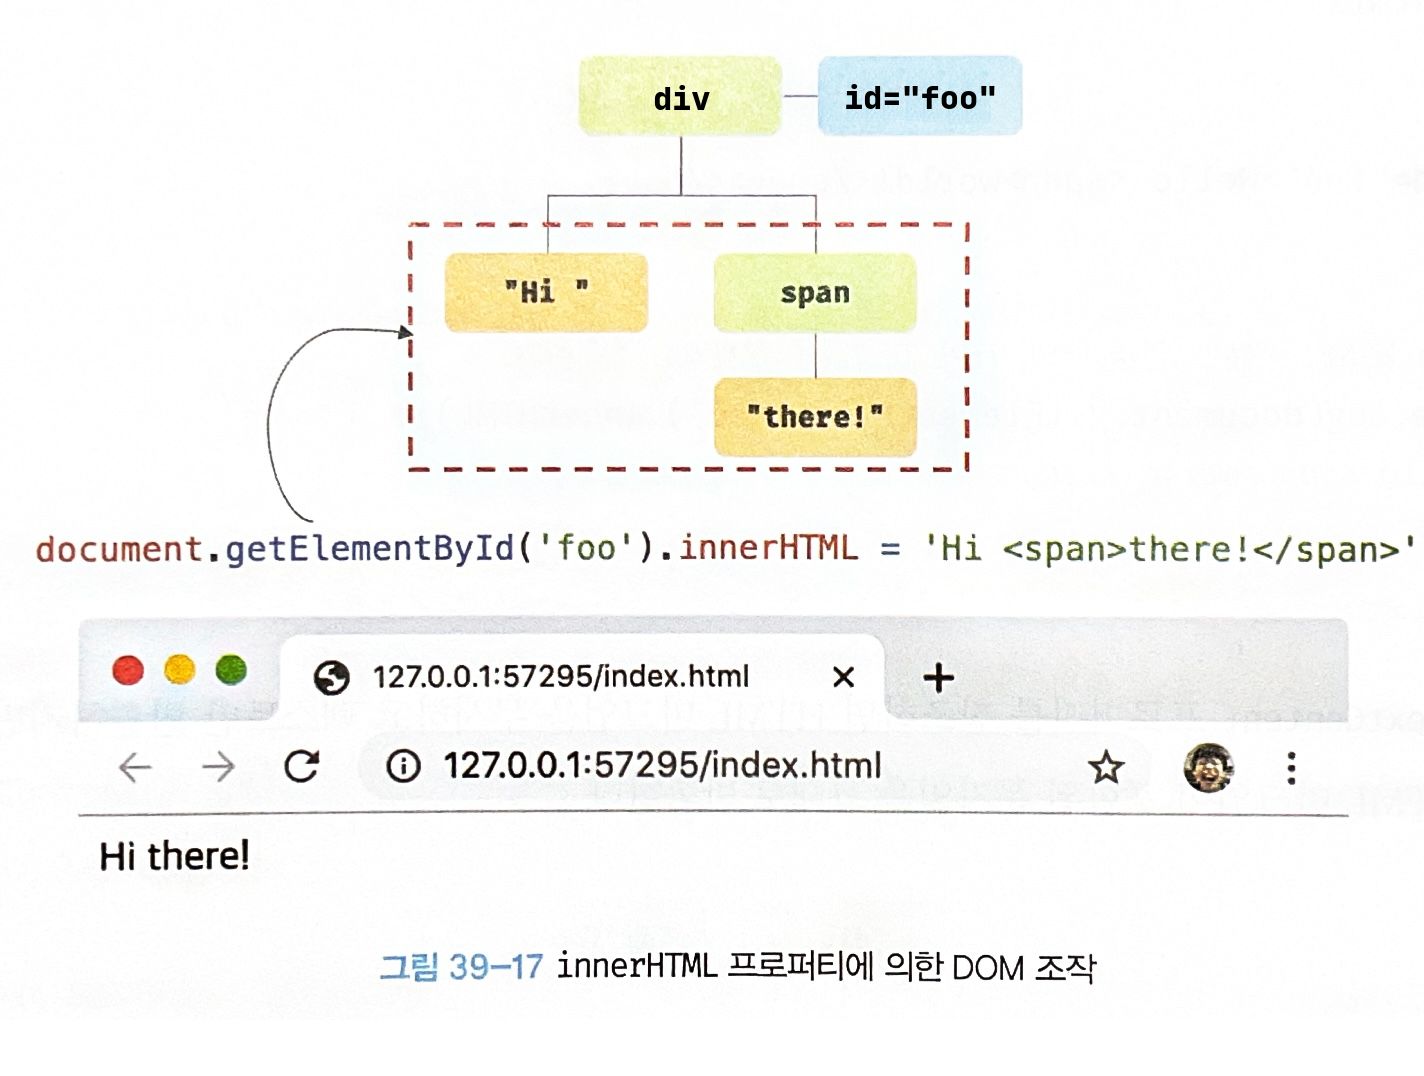 div id="foo"
"Hi " span
"there!"
document.getElementById('foo').innerHTML = 'Hi <span>there!</span>'
127.0.0.1:57295/index.html
127.0.0.1:57295/index.html
Hi there!
그림 39–17 innerHTML 프로퍼티에 의한 DOM 조작